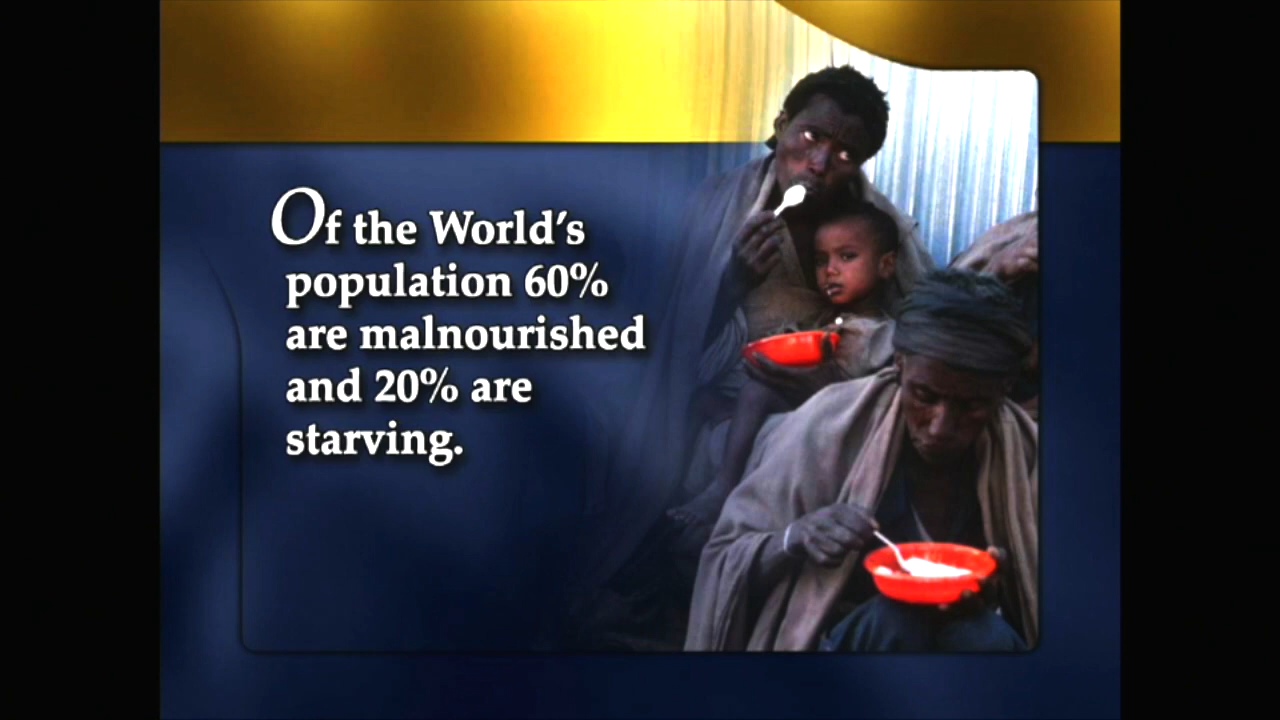 Of the World's
population 60%
are malnourished
and 20% are
starving.